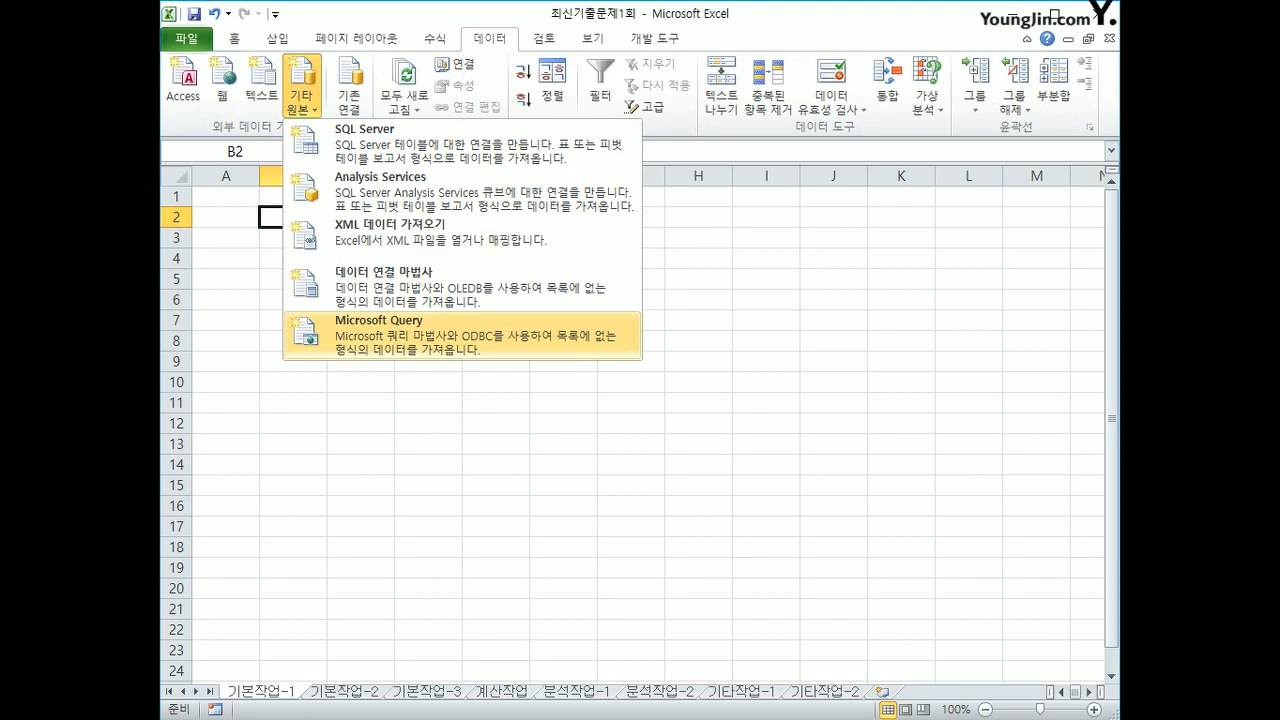 최신기출문제1회 - Microsoft Excel
YoungJin.com Y.
파일 홈 삽입 페이지 레이아웃 수식 데이터 검토 보기 개발 도구
Access
웹
텍스트
기타
원본
기존
연결
모두 새로
고침
연결
속성
연결 편집
정렬
필터
지우기
다시 적용
고급
텍스트
나누기
중복된
항목 제거
데이터
유효성 검사
통합
가상
분석
그룹
그룹
해제
부분합
외부 데이터 가
데이터 도구
윤곽선
B2
SQL Server
SQL Server 테이블에 대한 연결을 만듭니다. 표 또는 피벗
테이블 보고서 형식으로 데이터를 가져옵니다.
Analysis Services
SQL Server Analysis Services 큐브에 대한 연결을 만듭니다.
표 또는 피벗 테이블 보고서 형식으로 데이터를 가져옵니다.
XML 데이터 가져오기
Excel에서 XML 파일을 열거나 매핑합니다.
데이터 연결 마법사
데이터 연결 마법사와 OLEDB를 사용하여 목록에 없는
형식의 데이터를 가져옵니다.
Microsoft Query
Microsoft 쿼리 마법사와 ODBC를 사용하여 목록에 없는
형식의 데이터를 가져옵니다.
A H I J K L M N
1
2
3
4
5
6
7
8
9
10
11
12
13
14
15
16
17
18
19
20
21
22
23
24
기본작업-1 기본작업-2 기본작업-3 계산작업 분석작업-1 분석작업-2 기타작업-1 기타작업-2
준비
100%